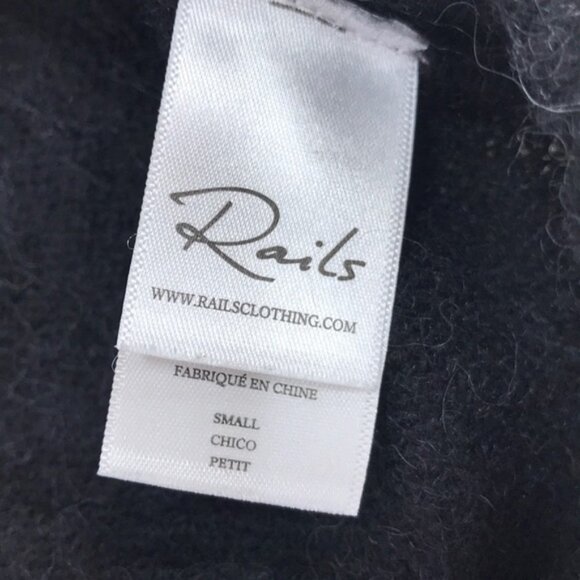 Rails
WWW.RAILSCLOTHING.COM
FABRIQUÉ EN CHINE
SMALL
CHICO
PETIT